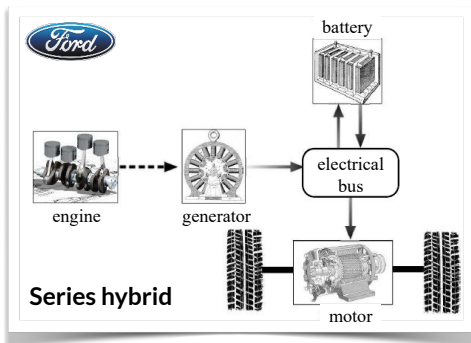 Ford
battery
electrical
bus
engine
generator
Series hybrid
motor